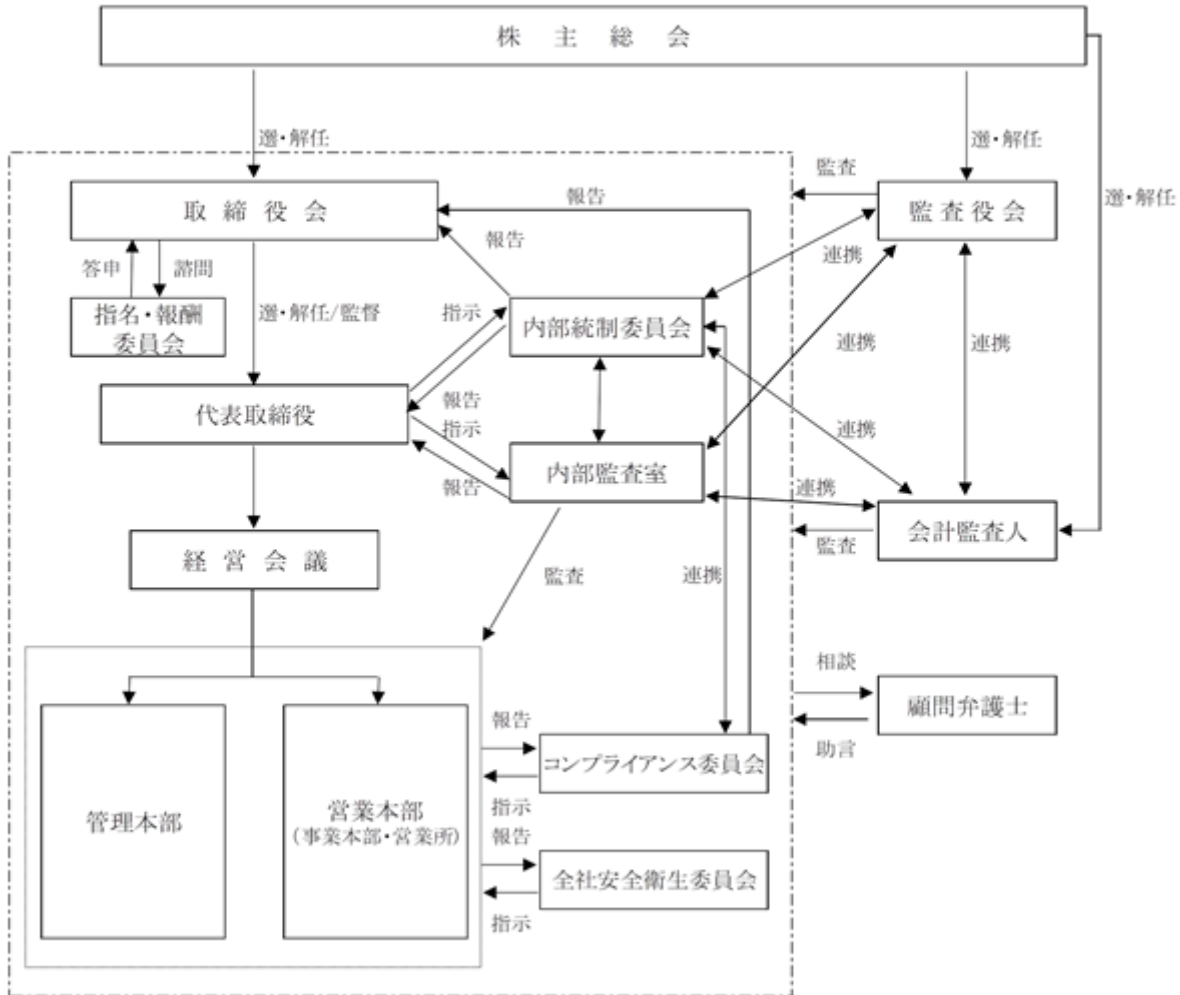 株主総会
選・解任
選・解任
選・解任
監査
取締役会
報告
監査役会
報告
連携
答申
諮問
指名・報酬
委員会
選・解任/監督
指示
内部統制委員会
連携
連携
代表取締役
報告
指示
連携
内部監査室
報告
連携
会計監査人
監査
経営会議
監査
連携
相談
顧問弁護士
助言
報告
コンプライアンス委員会
指示
管理本部
営業本部
(事業本部・営業所)
報告
全社安全衛生委員会
指示